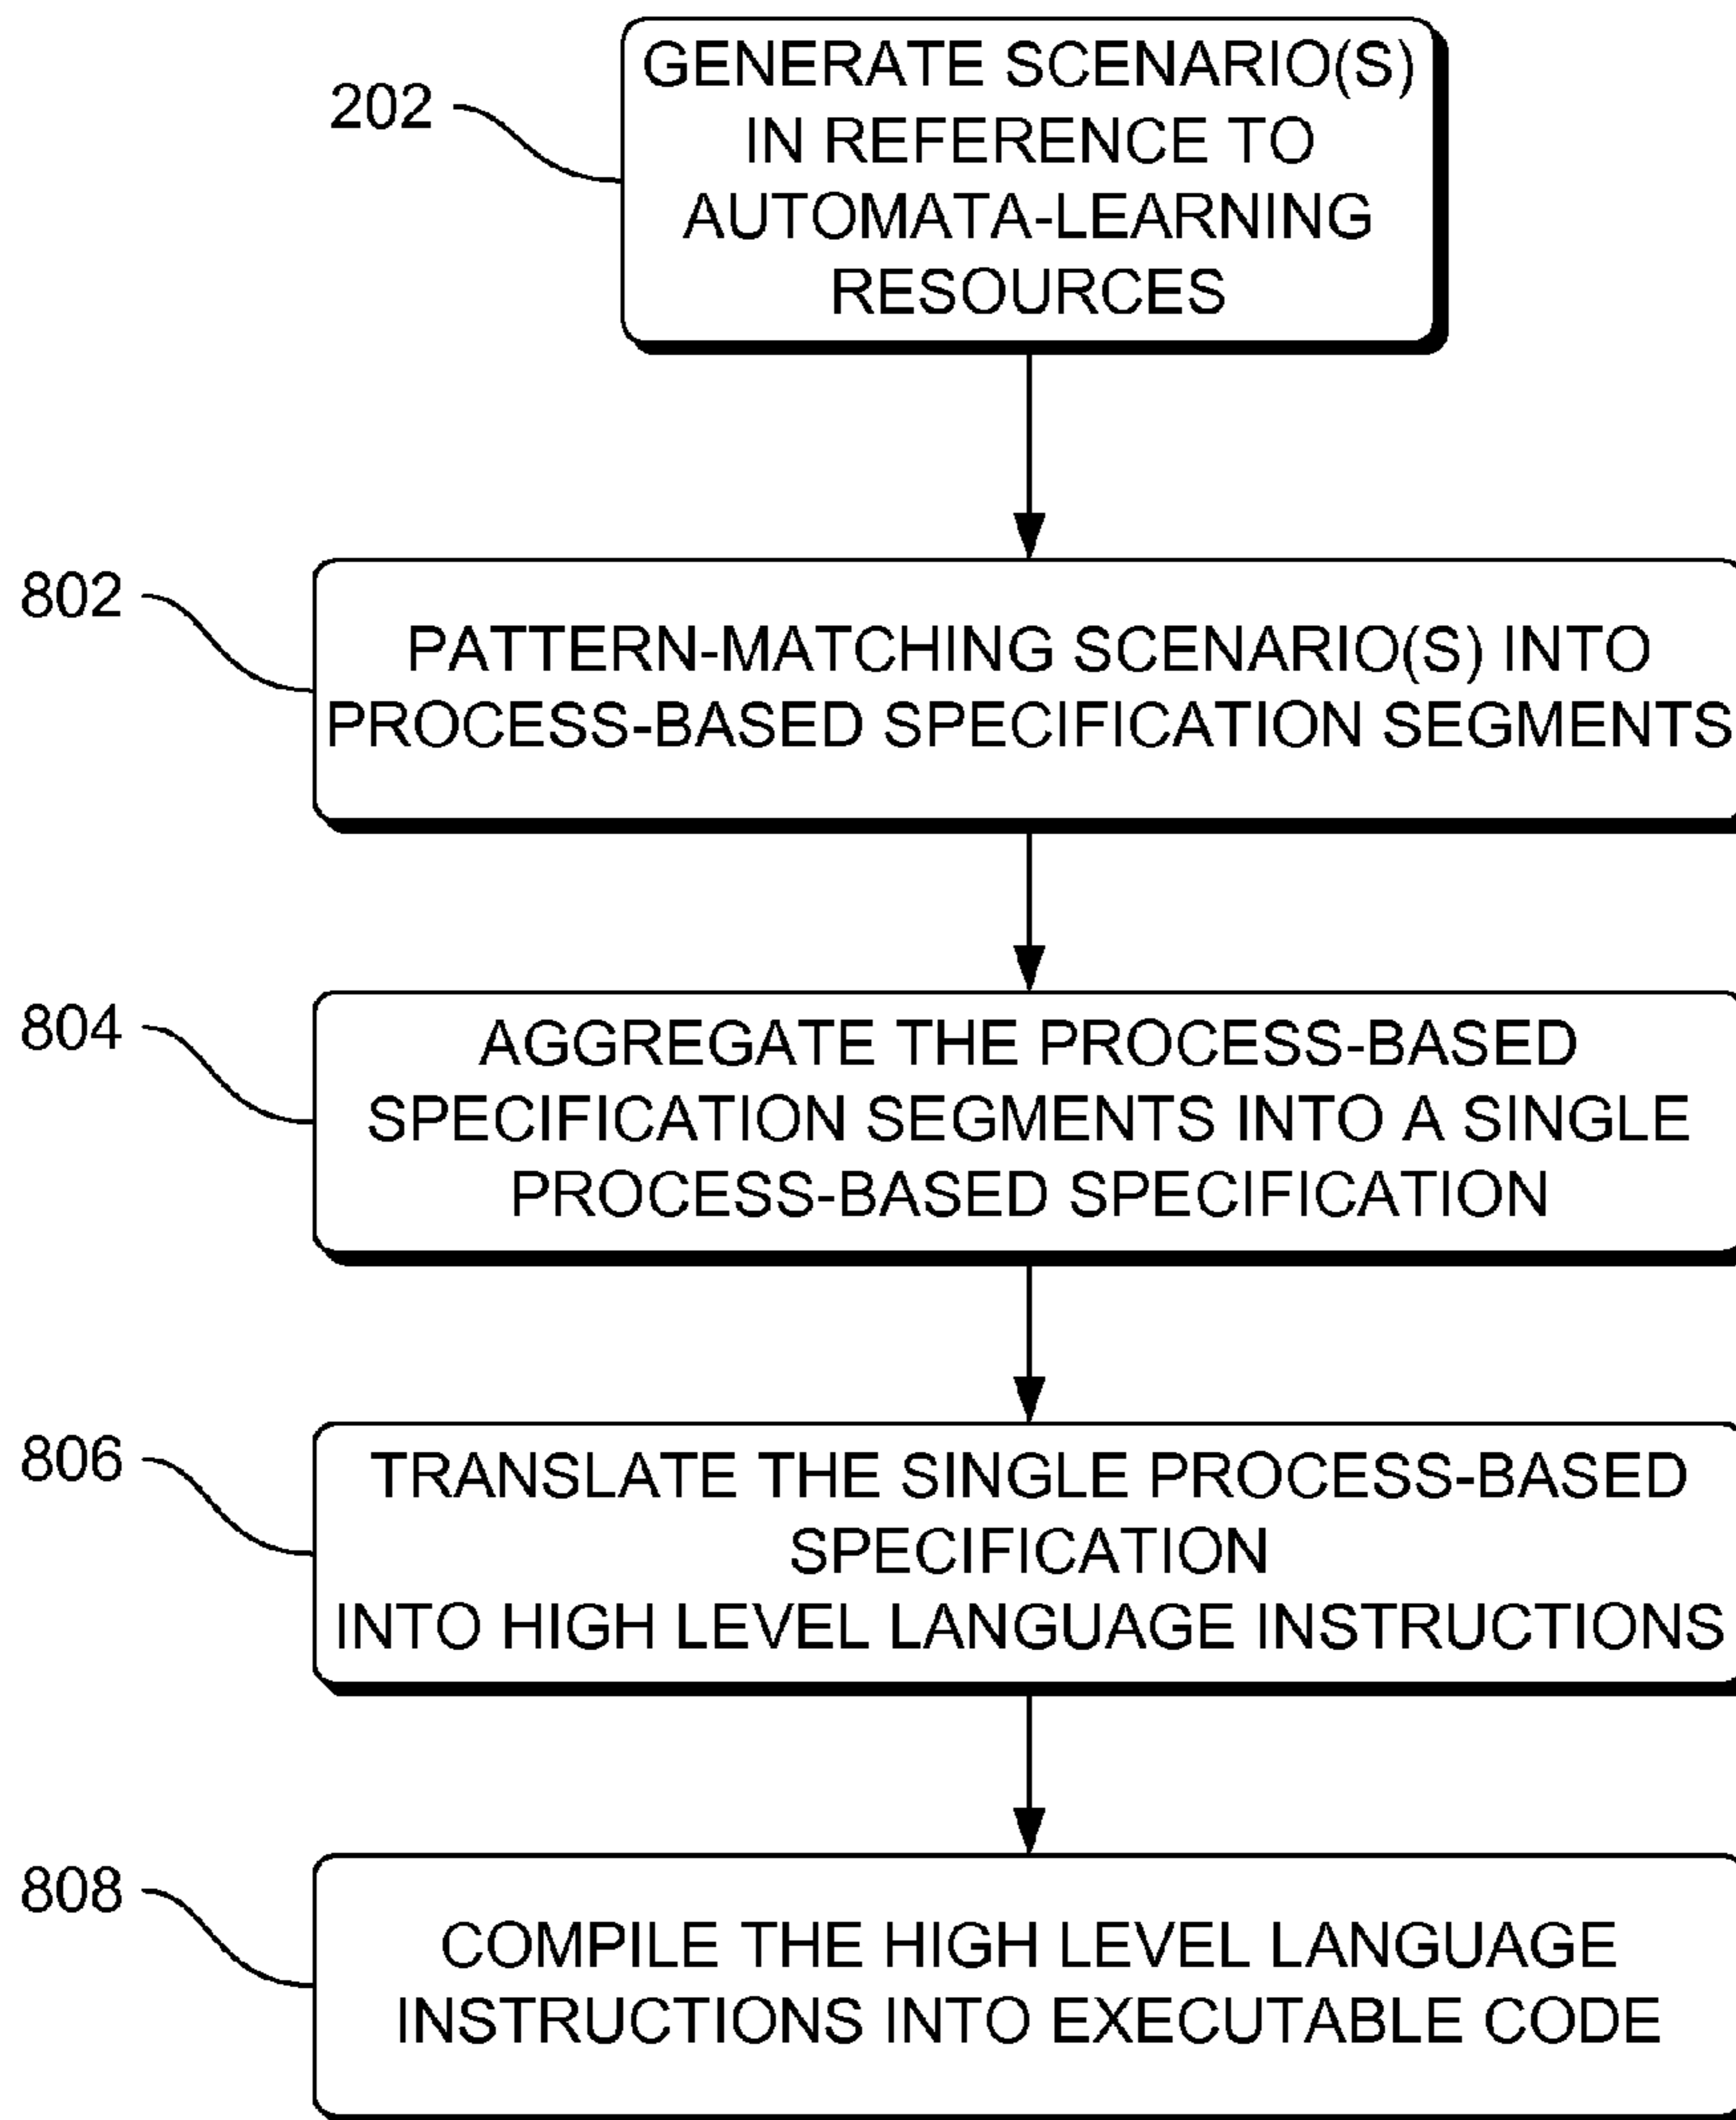 202
GENERATE SCENARIO(S)
IN REFERENCE TO
AUTOMATA-LEARNING
RESOURCES
802
PATTERN-MATCHING SCENARIO(S) INTO
PROCESS-BASED SPECIFICATION SEGMENTS
804
AGGREGATE THE PROCESS-BASED
SPECIFICATION SEGMENTS INTO A SINGLE
PROCESS-BASED SPECIFICATION
806
TRANSLATE THE SINGLE PROCESS-BASED
SPECIFICATION
INTO HIGH LEVEL LANGUAGE INSTRUCTIONS
808
COMPILE THE HIGH LEVEL LANGUAGE
INSTRUCTIONS INTO EXECUTABLE CODE